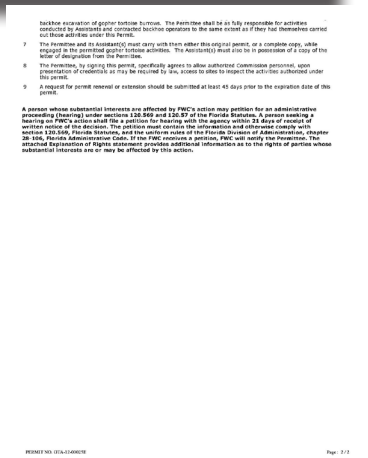 backhoe excavation of gopher tortoise burrows. The Permittee shall be as fully responsible for activities
conducted by Assistants and contracted backhoe operators to the same extent as if they had themselves carried
out those activities under this Permit.
7 The Permittee and its Assistant(s) must carry with them either this original permit, or a complete copy, while
engaged in the permitted gopher tortoise activities. The Assistant(s) must also be in possession of a copy of the
letter of designation from the Permittee.
8 The Permittee, by signing this permit, specifically agrees to allow authorized Commission personnel, upon
presentation of credentials as may be required by law, access to sites to inspect the activities authorized under
this permit.
9 A request for permit renewal or extension should be submitted at least 45 days prior to the expiration date of this
permit.
A person whose substantial interests are affected by FWC's action may petition for an administrative
proceeding (hearing) under sections 120.569 and 120.57 of the Florida Statutes. A person seeking a
hearing on FWC's action shall file a petition for hearing with the agency within 21 days of receipt of
written notice of the decision. The petition must contain the information and otherwise comply with
section 120.569, Florida Statutes, and the uniform rules of the Florida Division of Administration, chapter
28-106, Florida Administrative Code. If the FWC receives a petition, FWC will notify the Permittee. The
attached Explanation of Rights statement provides additional information as to the rights of parties whose
substantial interests are or may be affected by this action.
PERMIT NO:
Page: 2 / 2